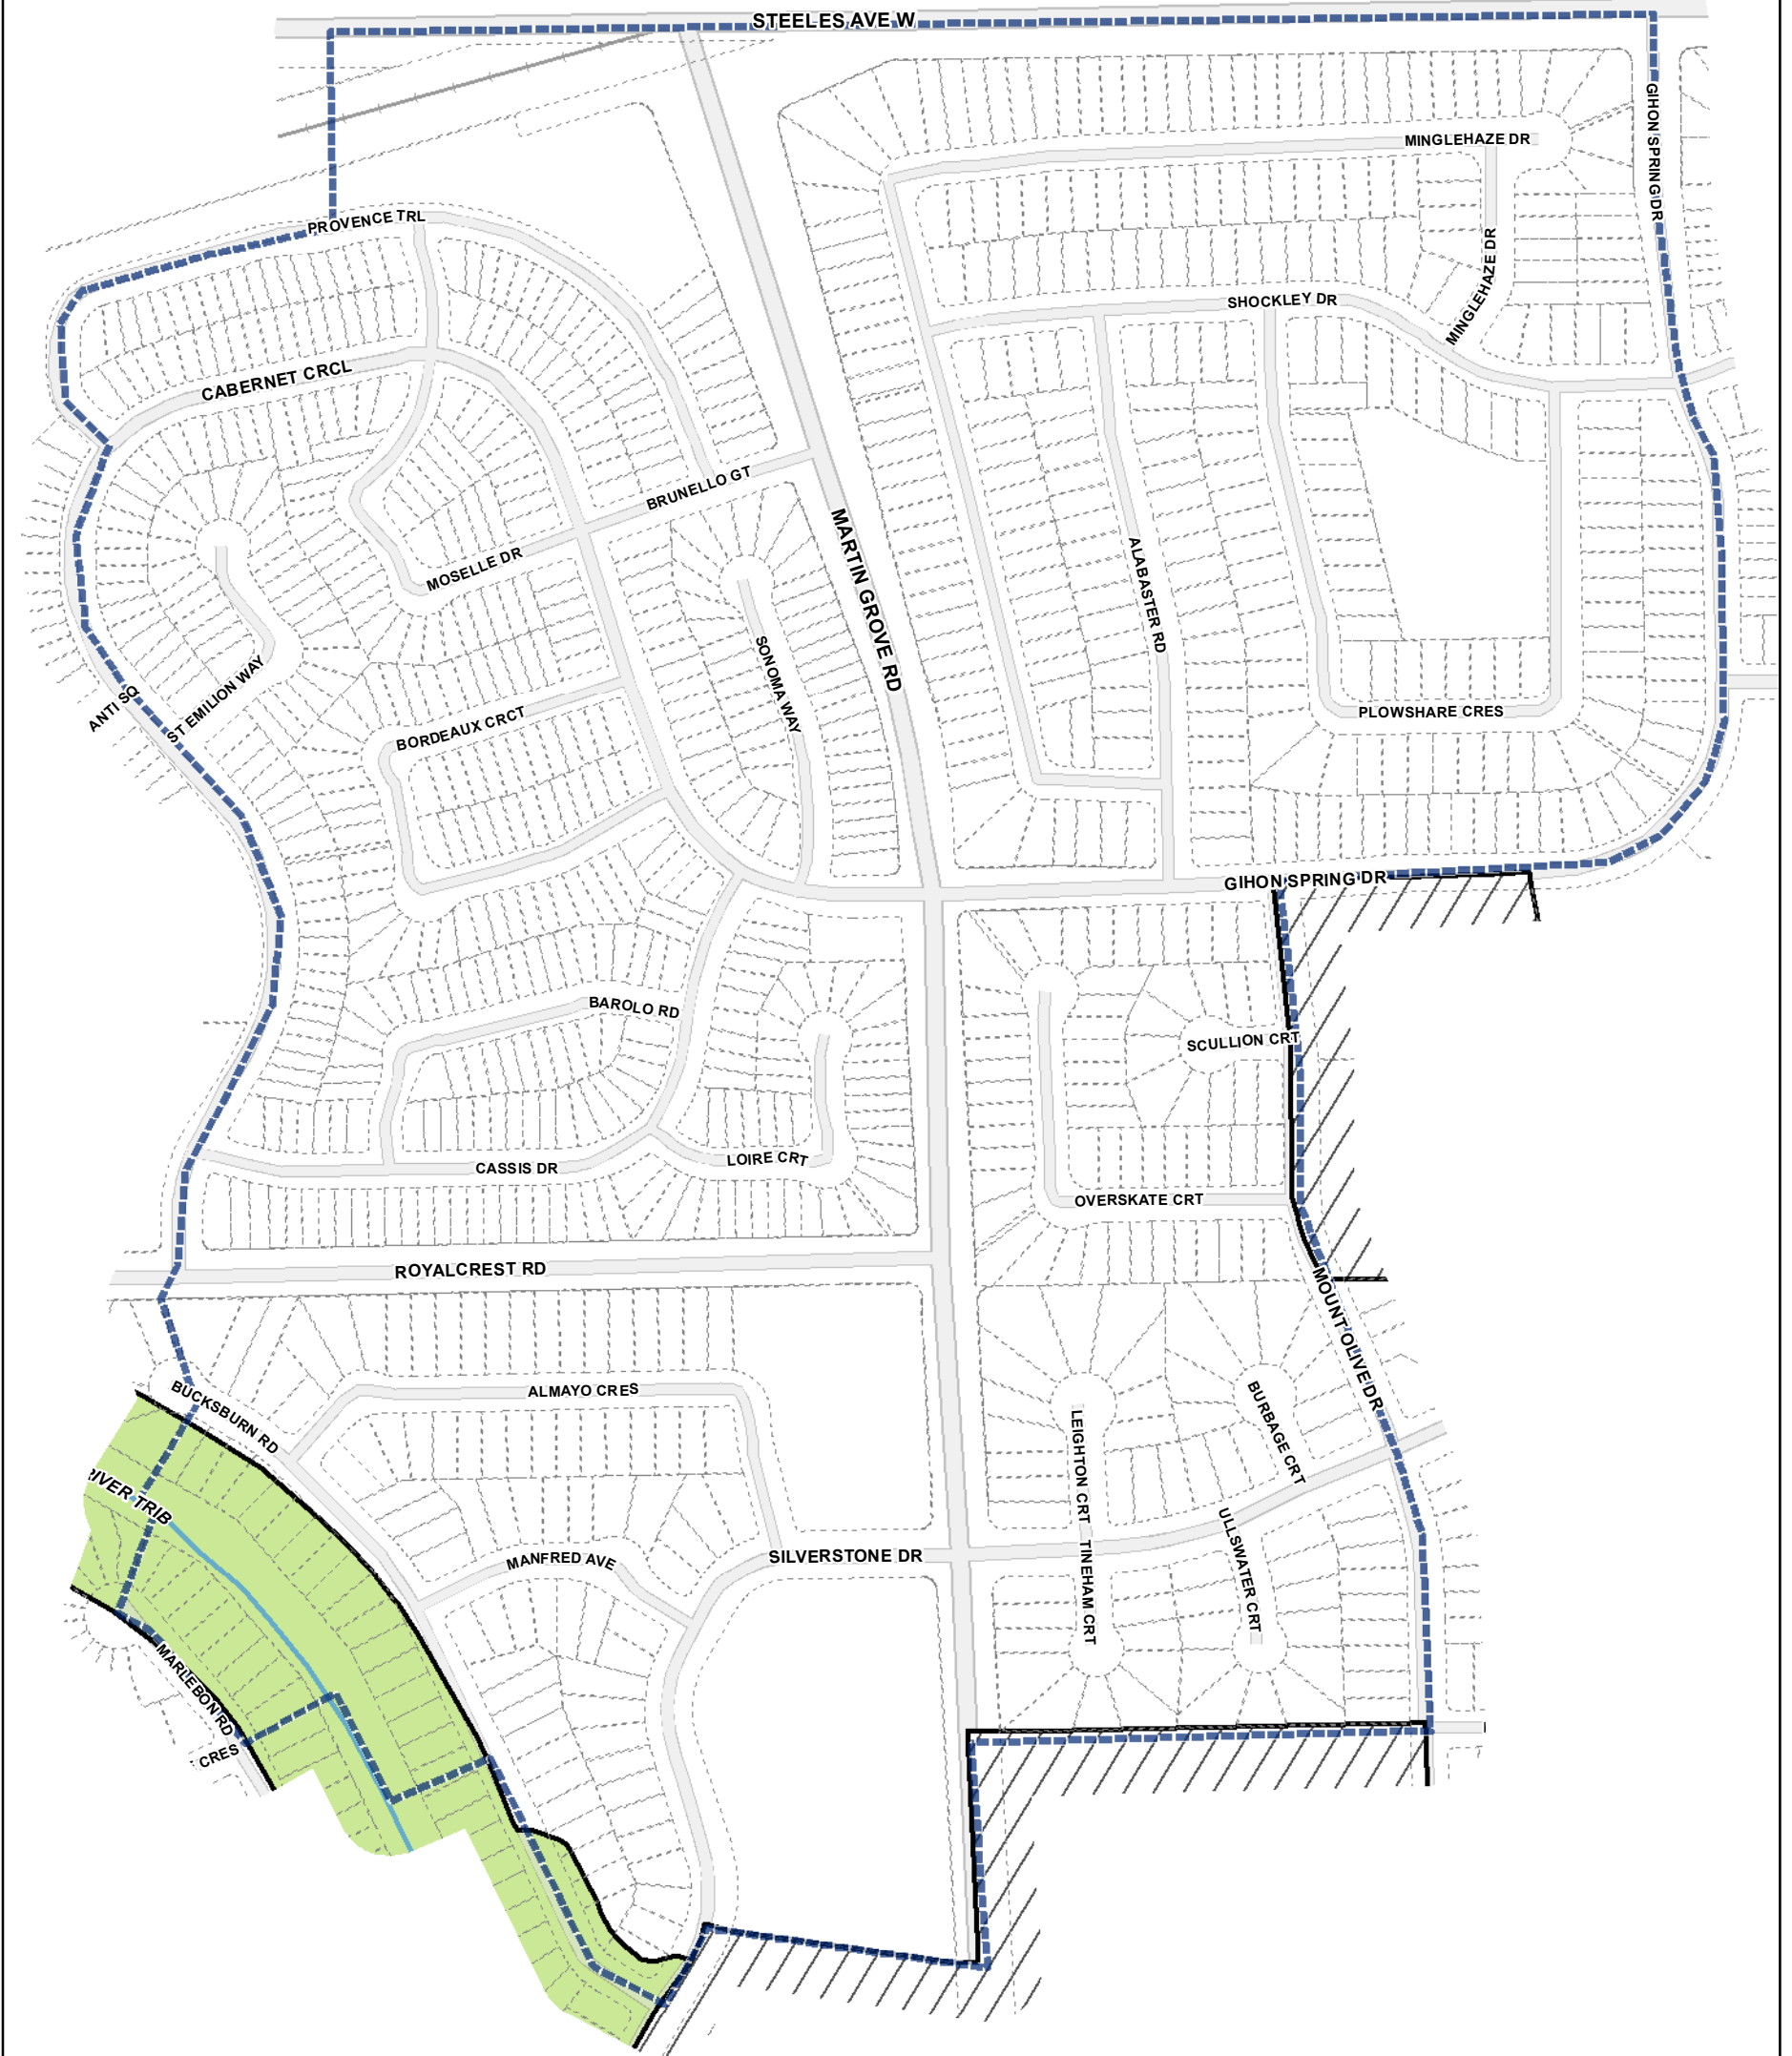 STEELES AVE W
GIHON SPRING DR
MINGLEHAZE DR
PROVENCE TRL
MINGLEHAZE DR
SHOCKLEY DR
CABERNET CRCL
BRUNELLO GT
MARTIN GROVE RD
MOSELLE DR
ALABASTER RD
SONOMA WAY
ANTI SQ
ST EMILION WAY
BORDEAUX CRCT
PLOWSHARE CRES
GIHON SPRING DR
BAROLO RD
SCULLION CRT
CASSIS DR
LOIRE CRT
OVERSKATE CRT
ROYALCREST RD
MOUNT OLIVE DR
BUCKSBURN RD
ALMAYO CRES
LEIGHTON CRT
BURBAGE CRT
RIVER TRIB
MANFRED AVE
SILVERSTONE DR
TINEHAM CRT
ULLSWATER CRT
MARLEBON RD
CRES